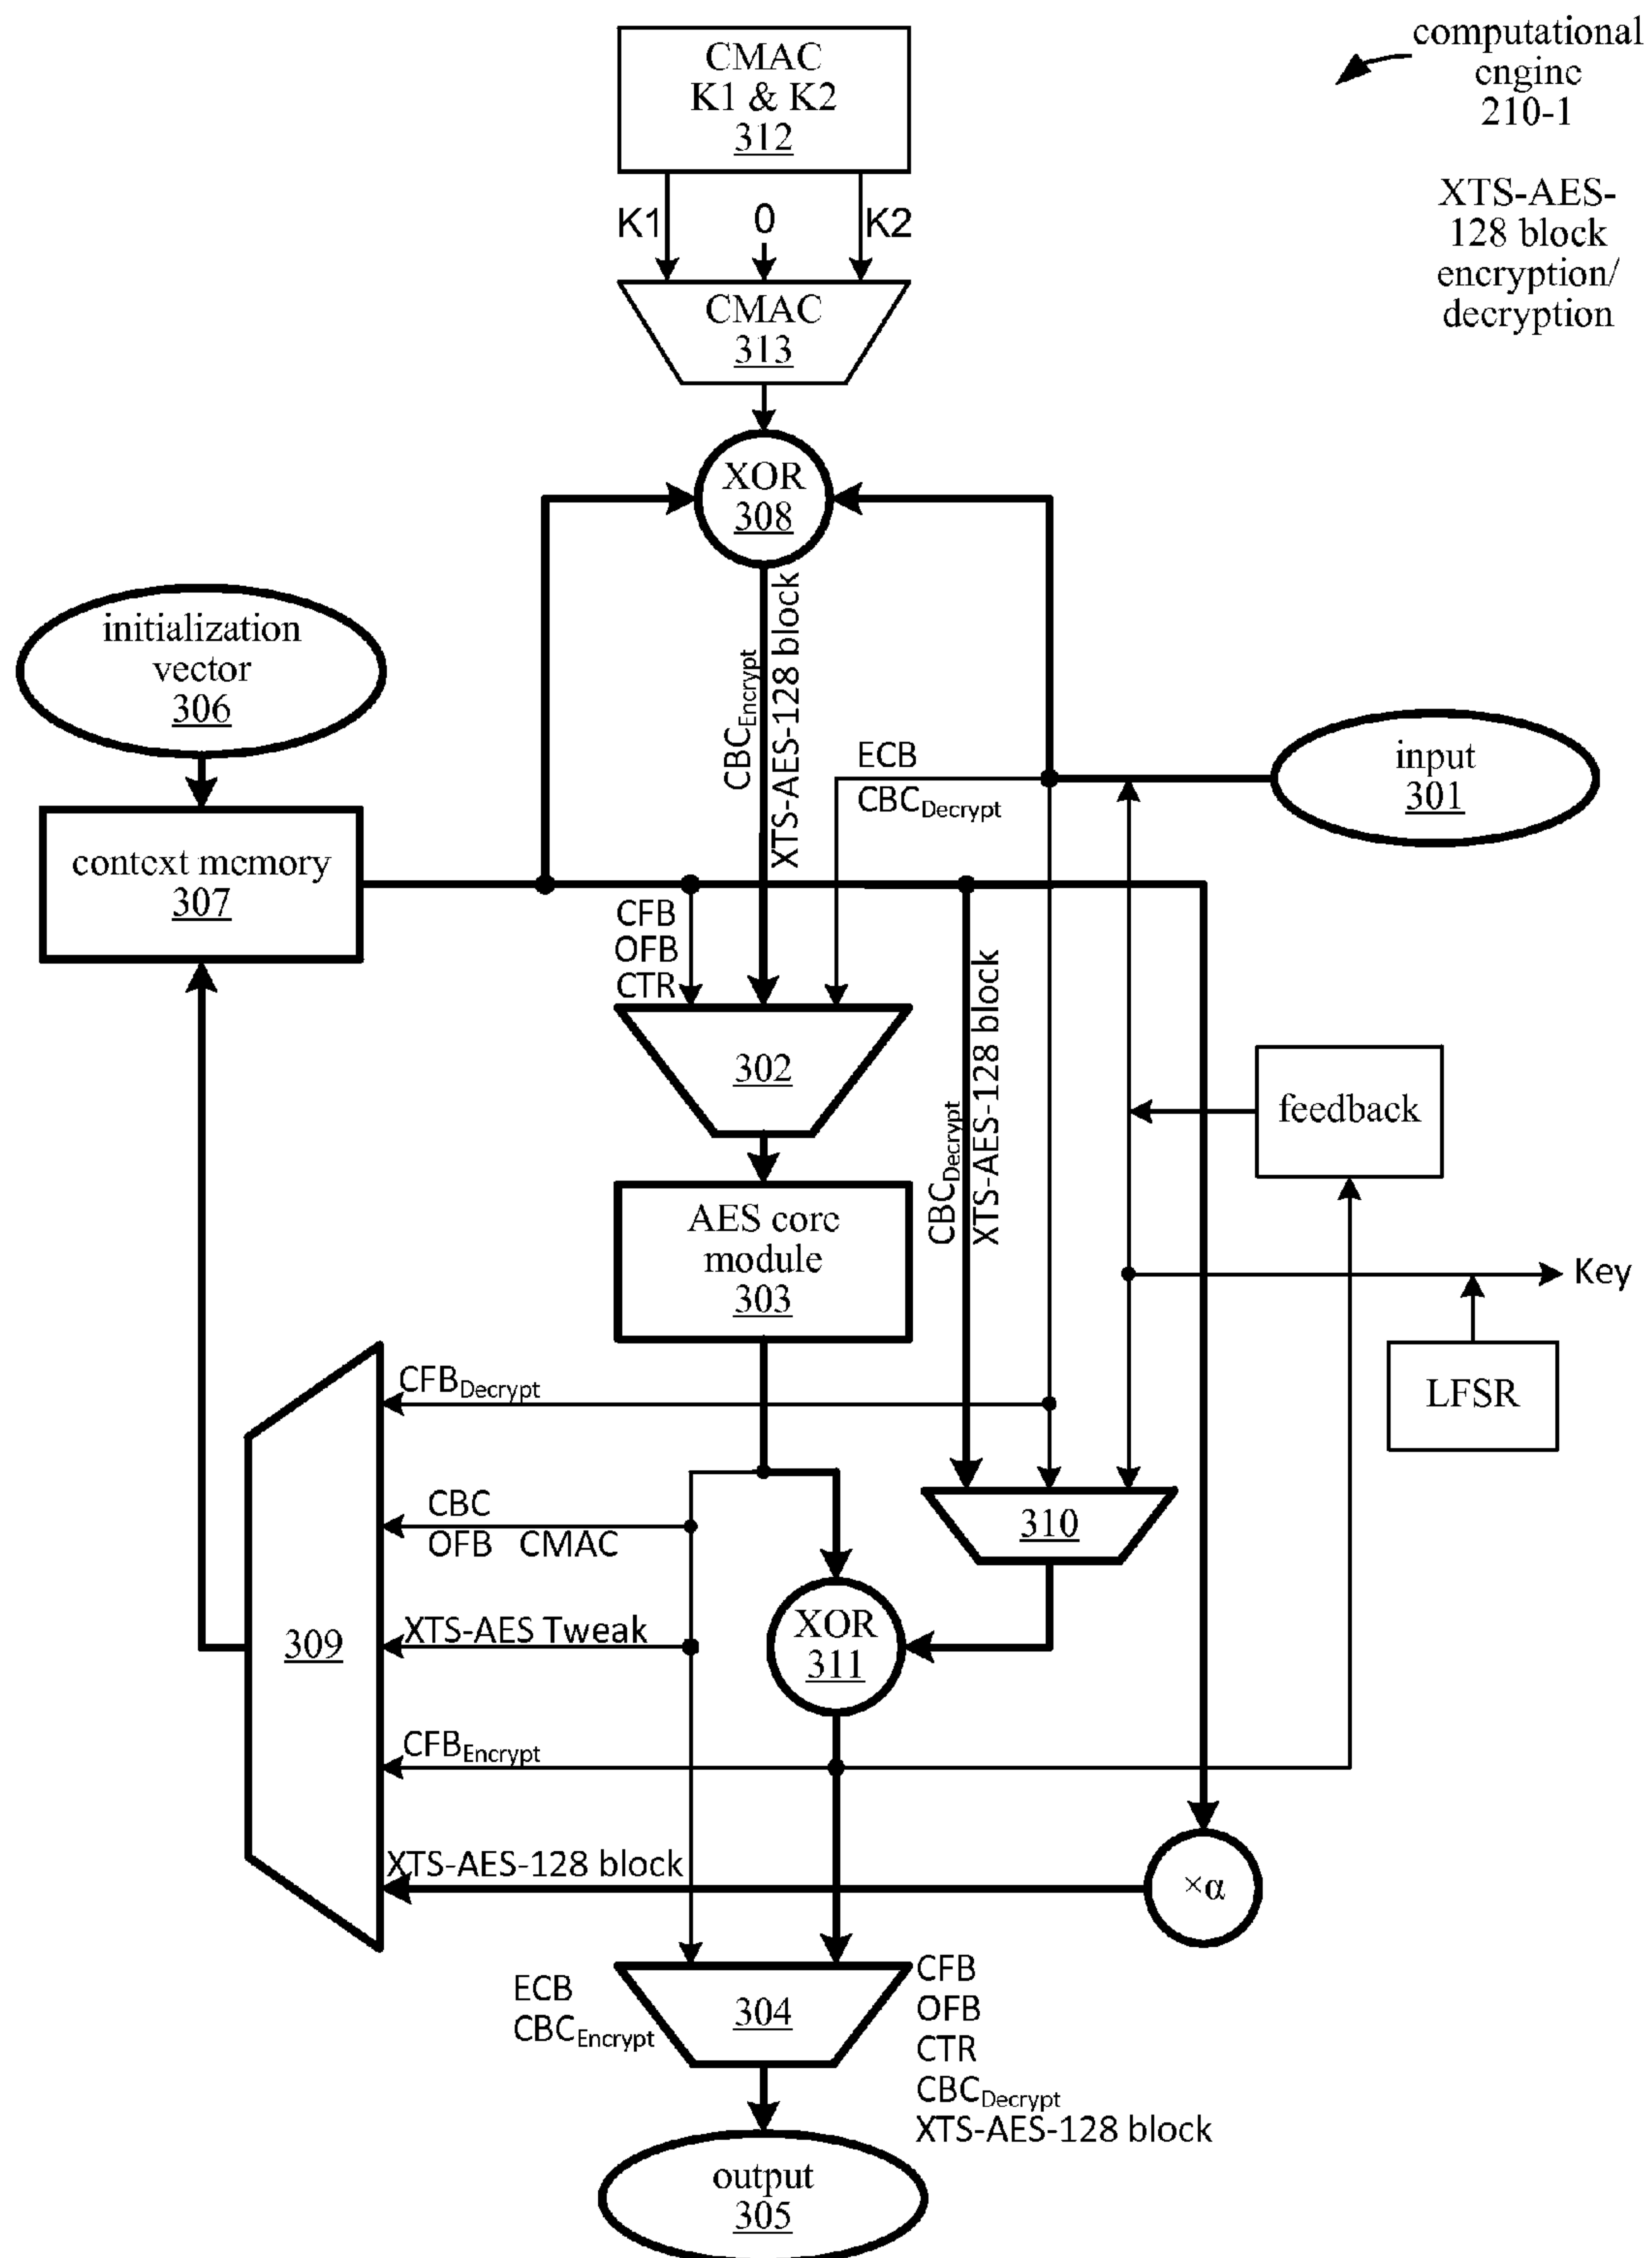 computational
engine
210-1
XTS-AES-
128 block
encryption/
decryption
CMAC
K1 & K2
312
K1
0
K2
CMAC
313
XOR
308
CBCEncrypt
XTS-AES-128 block
initialization
vector
306
ECB
CBCDecrypt
input
301
context memory
307
CFB
OFB
CTR
302
CBCDecrypt
XTS-AES-128 block
feedback
AES core
module
303
Key
LFSR
CFBDecrypt
CBC
OFB CMAC
310
309
XTS-AES Tweak
XOR
311
CFBEncrypt
XTS-AES-128 block
×α
ECB
CBCEncrypt
304
CFB
OFB
CTR
CBCDecrypt
XTS-AES-128 block
output
305